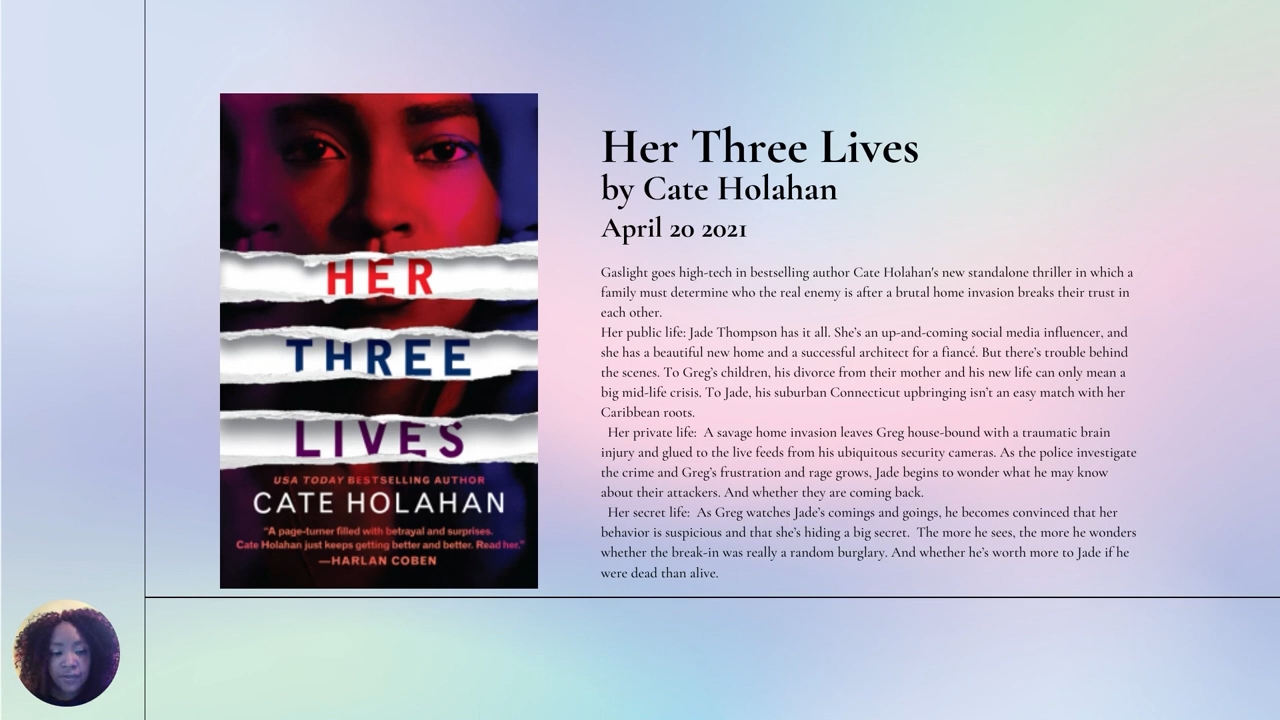 HER
THREE
LIVES
USA TODAY BESTSELLING AUTHOR
CATE HOLAHAN
"A page-turner filled with betrayal and surprises.
Cate Holahan just keeps getting better and better. Read her."
—HARLAN COBEN
Her Three Lives
by Cate Holahan
April 20 2021
Gaslight goes high-tech in bestselling author Cate Holahan's new standalone thriller in which a
family must determine who the real enemy is after a brutal home invasion breaks their trust in
each other.
Her public life: Jade Thompson has it all. She's an up-and-coming social media influencer, and
she has a beautiful new home and a successful architect for a fiancé. But there's trouble behind
the scenes. To Greg's children, his divorce from their mother and his new life can only mean a
big mid-life crisis. To Jade, his suburban Connecticut upbringing isn't an easy match with her
Caribbean roots.
Her private life: A savage home invasion leaves Greg house-bound with a traumatic brain
injury and glued to the live feeds from his ubiquitous security cameras. As the police investigate
the crime and Greg's frustration and rage grows, Jade begins to wonder what he may know
about their attackers. And whether they are coming back.
Her secret life: As Greg watches Jade's comings and goings, he becomes convinced that her
behavior is suspicious and that she's hiding a big secret. The more he sees, the more he wonders
whether the break-in was really a random burglary. And whether he's worth more to Jade if he
were dead than alive.